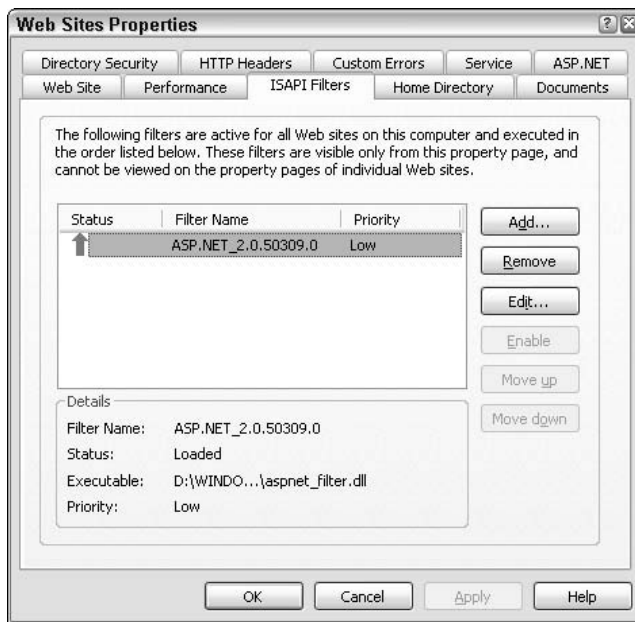 Web Sites Properties
Directory Security HTTP Headers Custom Errors Service ASP.NET
Web Site Performance ISAPI Filters Home Directory Documents
The following filters are active for all Web sites on this computer and executed in
the order listed below. These filters are visible only from this property page, and
cannot be viewed on the property pages of individual Web sites.
Status Filter Name Priority
ASP.NET_2.0.50309.0 Low
Add...
Remove
Edit...
Enable
Move up
Move down
Details
Filter Name: ASP.NET_2.0.50309.0
Status: Loaded
Executable: D:\WINDO...\aspnet_filter.dll
Priority: Low
OK Cancel Apply Help